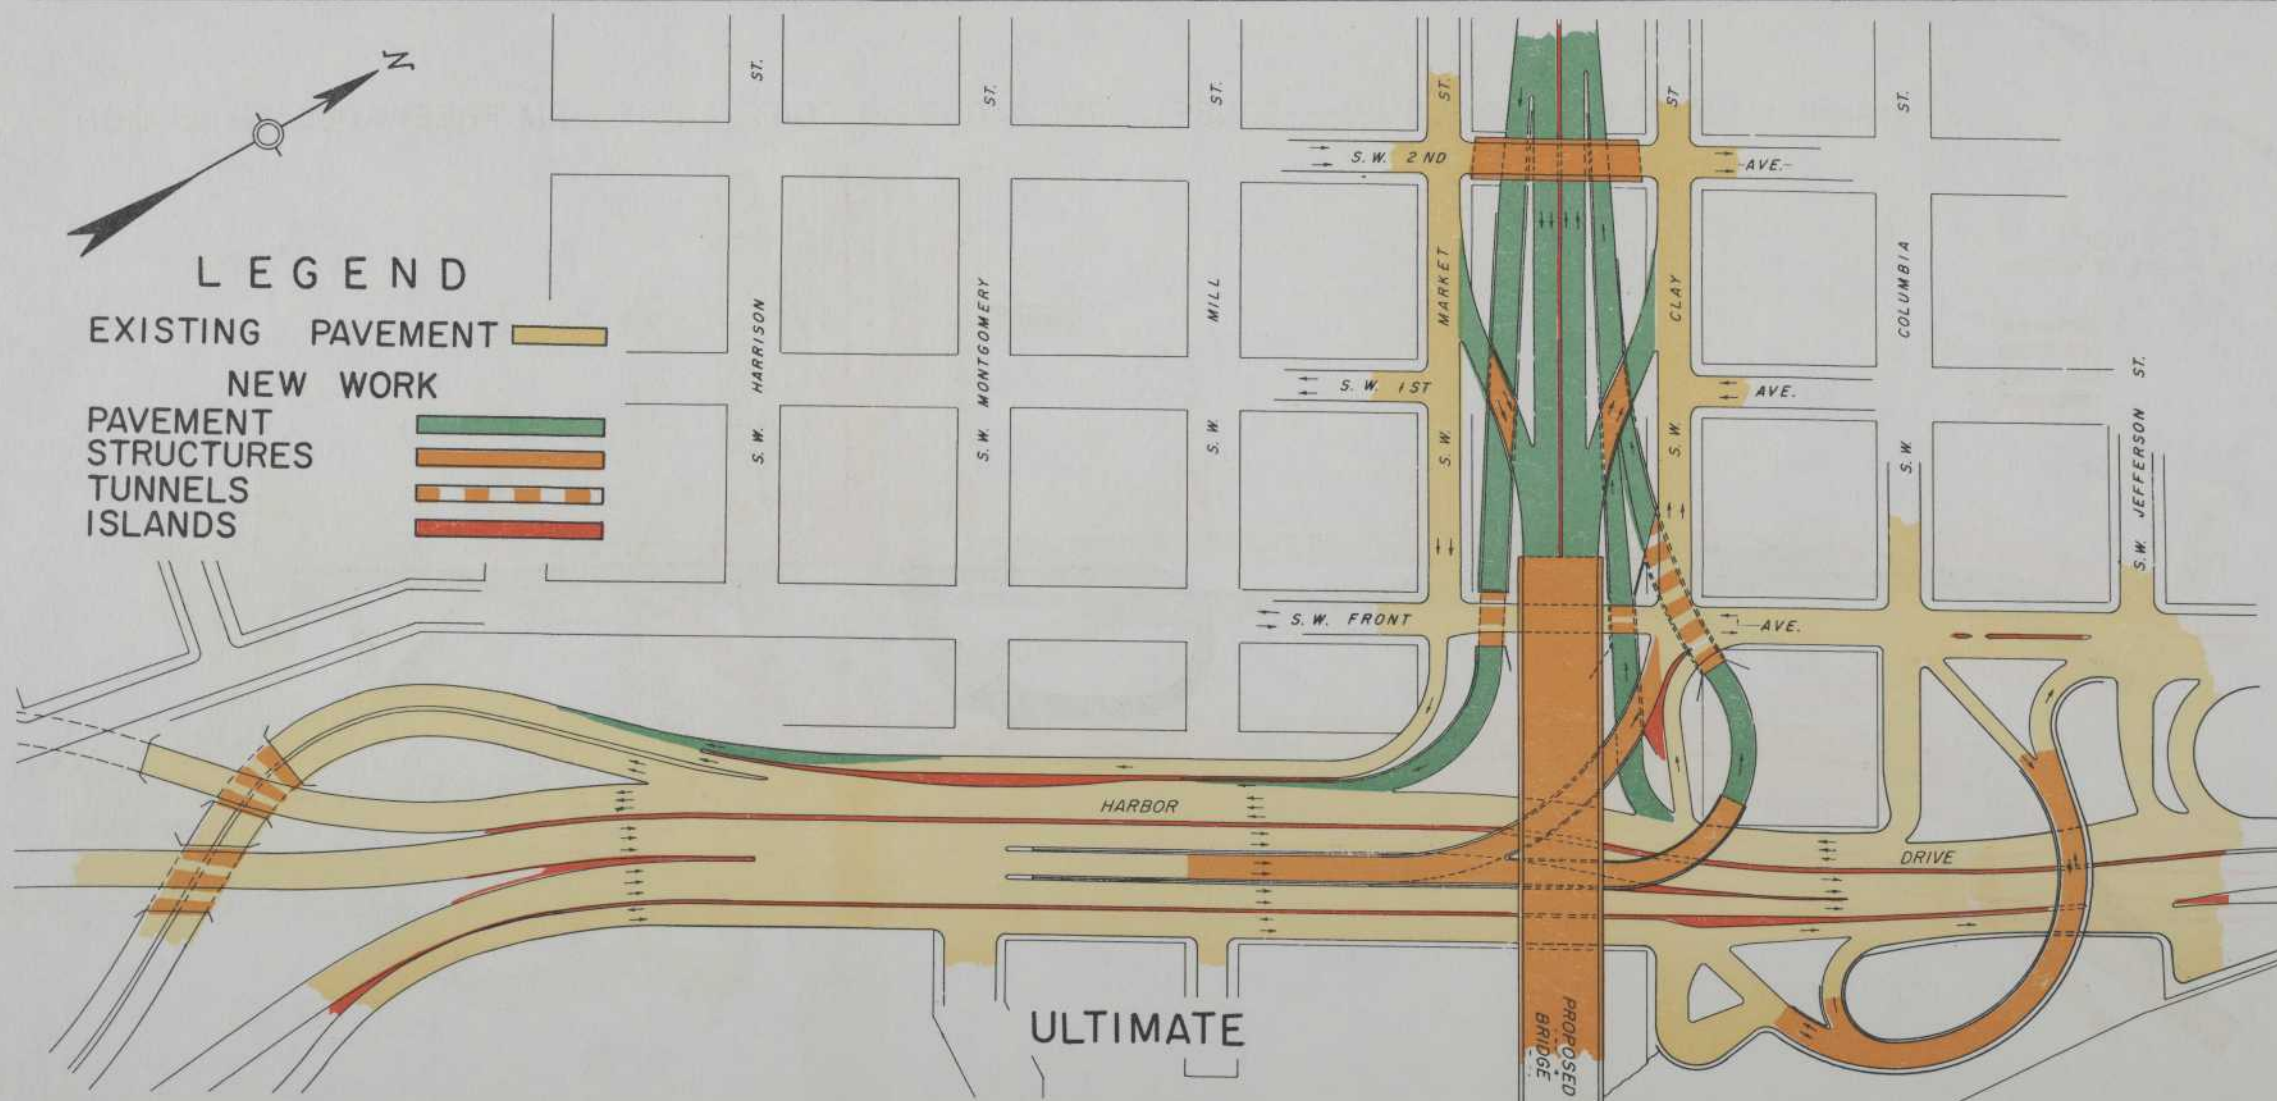 N
LEGEND
EXISTING PAVEMENT
NEW WORK
PAVEMENT
STRUCTURES
TUNNELS
ISLANDS
S.W. HARRISON ST.
S.W. MONTGOMERY ST.
S.W. MILL ST.
S.W. MARKET ST.
S.W. CLAY ST
S.W. COLUMBIA ST.
S.W. JEFFERSON ST.
S.W. 2ND AVE.
S.W. 1ST AVE.
S.W. FRONT AVE.
HARBOR DRIVE
ULTIMATE
PROPOSED
BRIDGE